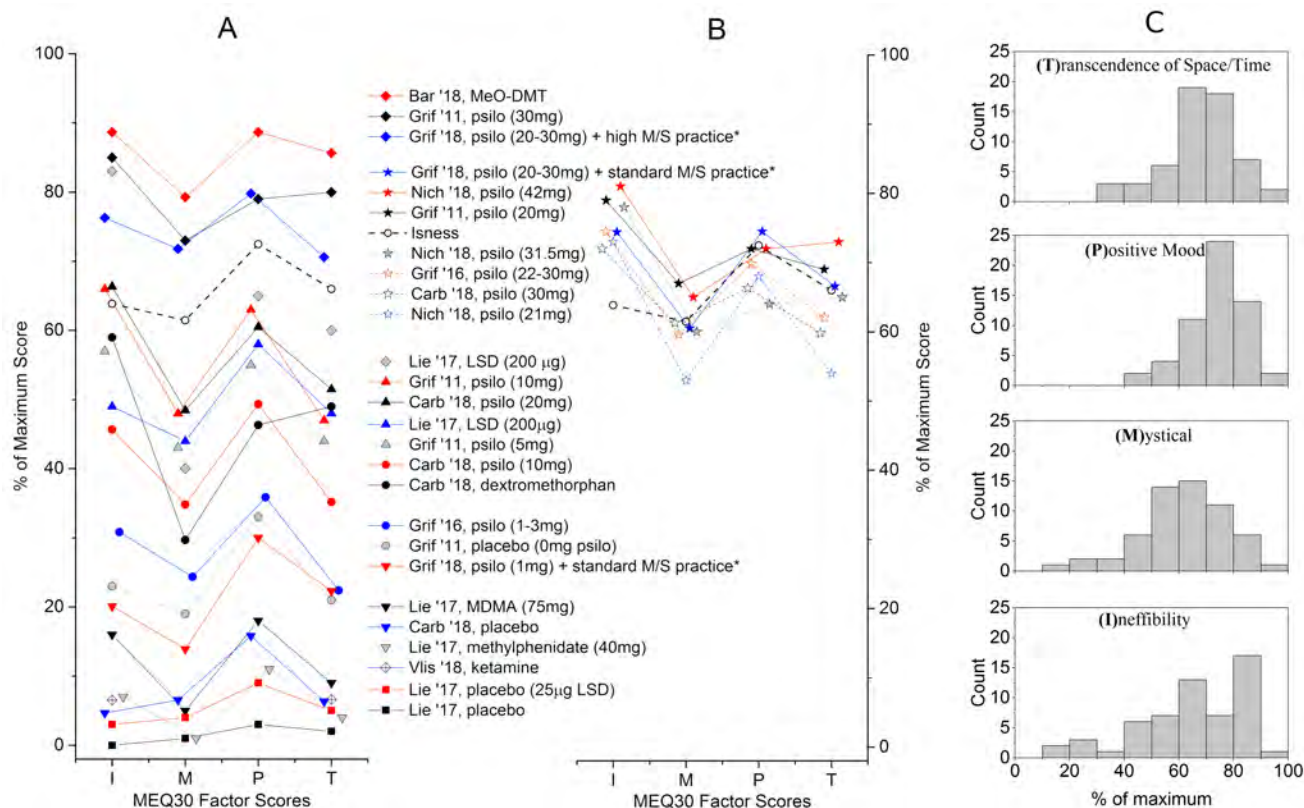 A
B
C
100
80
60
40
20
0
% of Maximum Score
I
M
P
T
MEQ30 Factor Scores
Bar '18, MeO-DMT
Grif '11, psilo (30mg)
Grif '18, psilo (20-30mg) + high M/S practice*
Grif '18, psilo (20-30mg) + standard M/S practice*
Nich '18, psilo (42mg)
Grif '11, psilo (20mg)
Isness
Nich '18, psilo (31.5mg)
Grif '16, psilo (22-30mg)
Carb '18, psilo (30mg)
Nich '18, psilo (21mg)
Lie '17, LSD (200 μg)
Grif '11, psilo (10mg)
Carb '18, psilo (20mg)
Lie '17, LSD (200μg)
Grif '11, psilo (5mg)
Carb '18, psilo (10mg)
Carb '18, dextromethorphan
Grif '16, psilo (1-3mg)
Grif '11, placebo (0mg psilo)
Grif '18, psilo (1mg) + standard M/S practice*
Lie '17, MDMA (75mg)
Carb '18, placebo
Lie '17, methylphenidate (40mg)
Vlis '18, ketamine
Lie '17, placebo (25μg LSD)
Lie '17, placebo
100
80
60
40
20
0
% of Maximum Score
I
M
P
T
MEQ30 Factor Scores
25
20
15
10
5
0
Count
(T)ranscendence of Space/Time
25
20
15
10
5
0
Count
(P)ositive Mood
25
20
15
10
5
0
Count
(M)ystical
25
20
15
10
5
0
Count
(I)neffibility
0
20
40
60
80
100
% of maximum